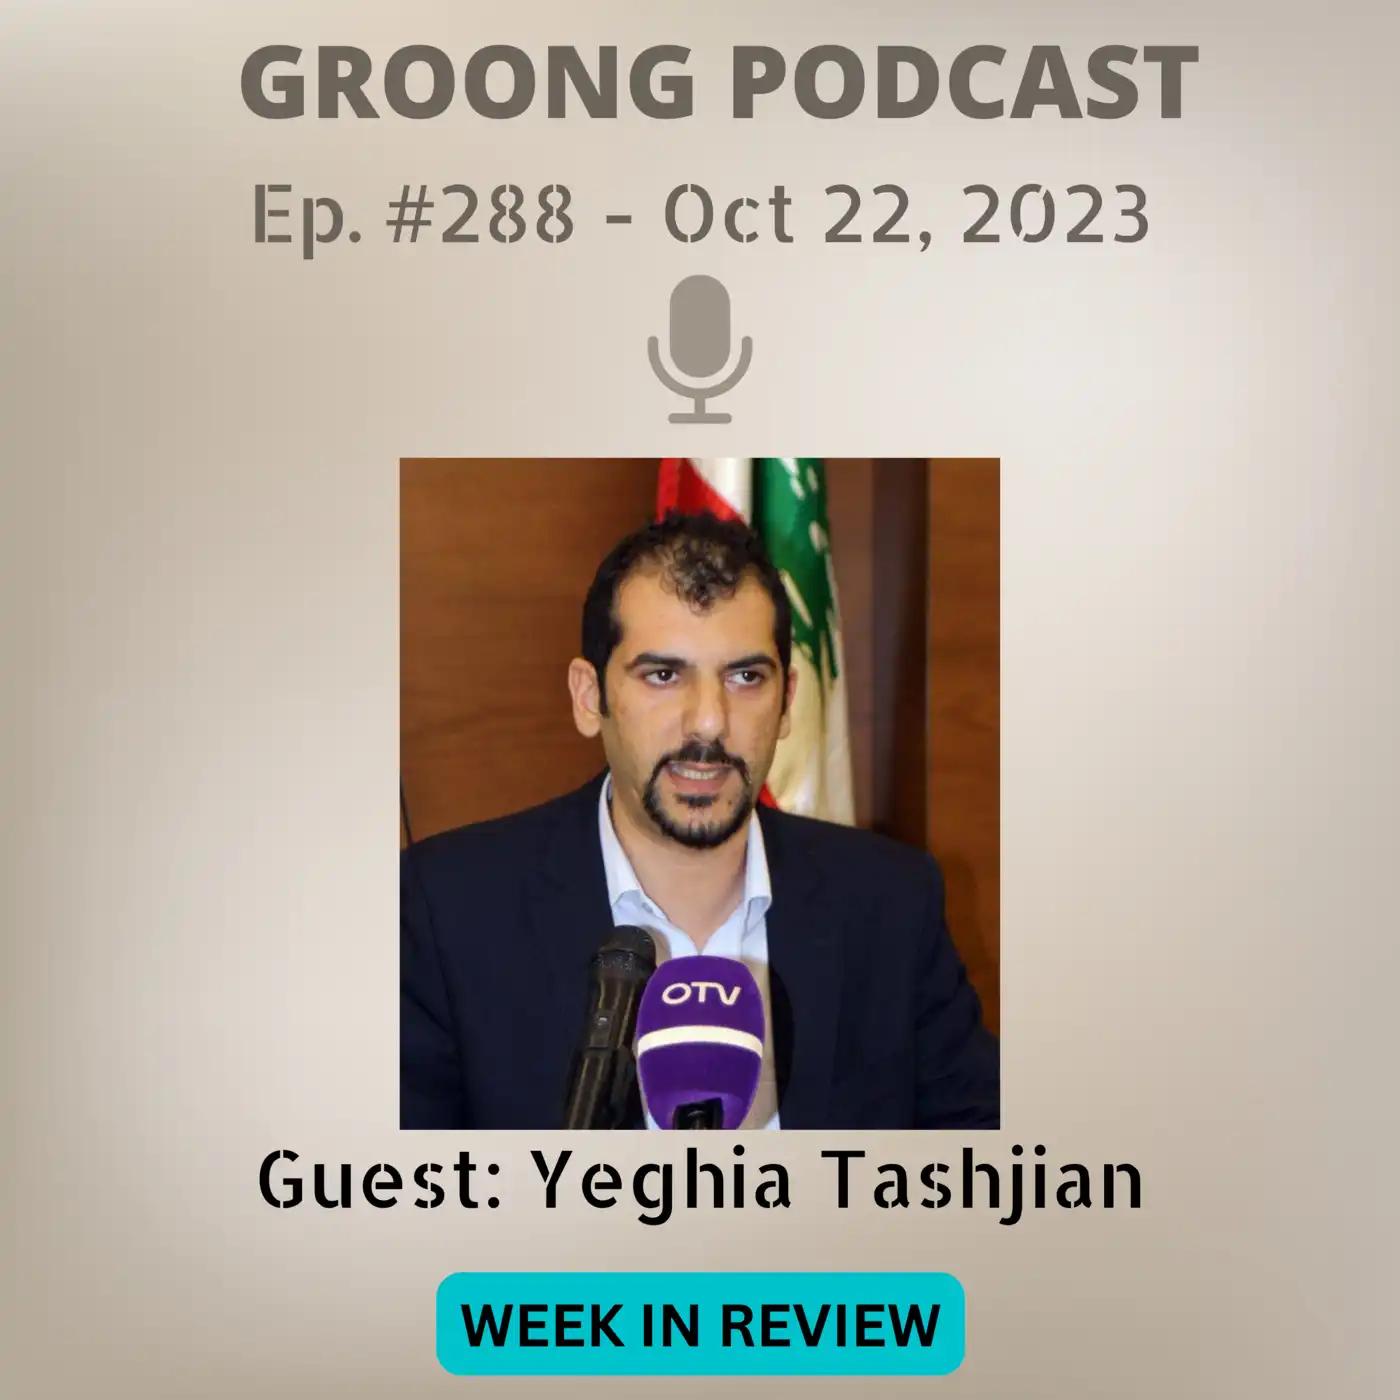 GROONG PODCAST
Ep. #288 - Oct 22, 2023
OTV
Guest: Yeghia Tashjian
WEEK IN REVIEW